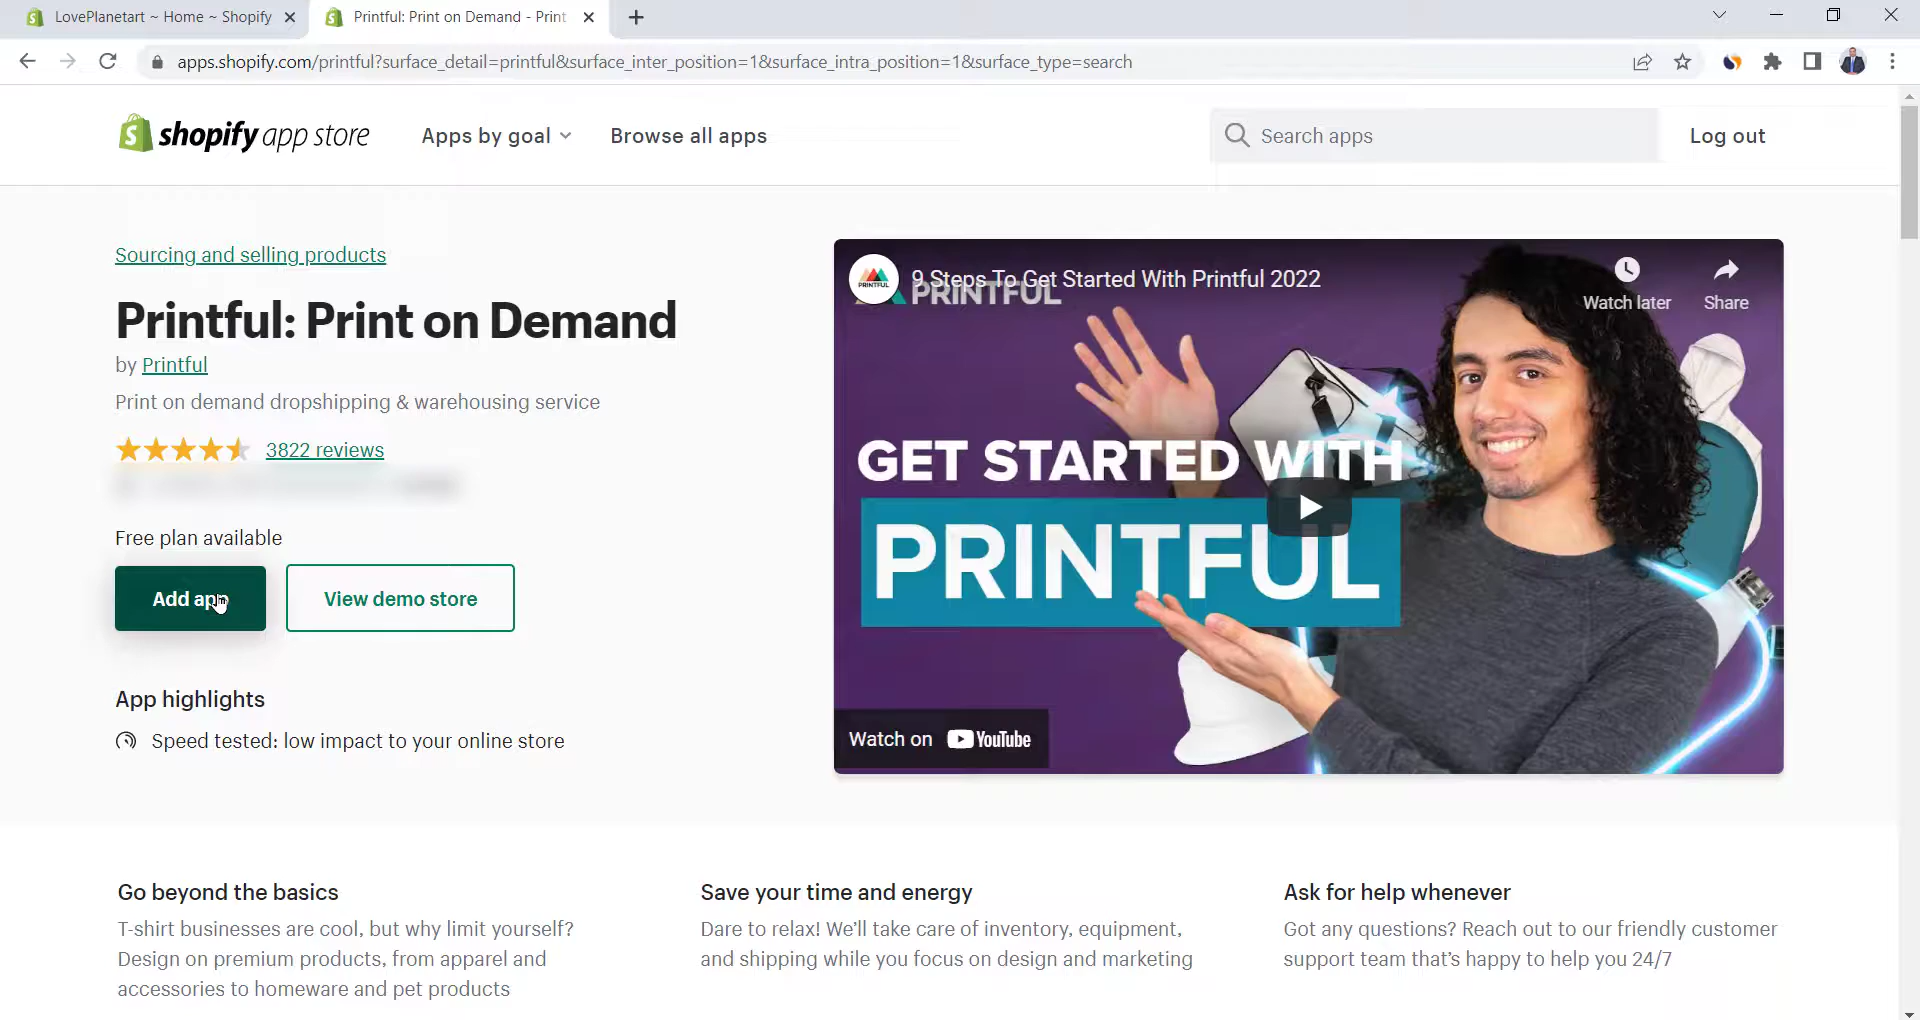 LovePlanetart ~ Home ~ Shopify
Printful: Print on Demand - Print
apps.shopify.com/printful?surface_detail=printful&surface_inter_position=1&surface_intra_position=1&surface_type=search
shopify app store
Apps by goal
Browse all apps
Search apps
Log out
Sourcing and selling products
Printful: Print on Demand
by Printful
Print on demand dropshipping & warehousing service
3822 reviews
Free plan available
Add app
View demo store
App highlights
Speed tested: low impact to your online store
PRINTFUL
9 Steps To Get Started With Printful 2022
PRINTFUL
Watch later
Share
GET STARTED WITH
PRINTFUL
Watch on YouTube
Go beyond the basics
T-shirt businesses are cool, but why limit yourself?
Design on premium products, from apparel and
accessories to homeware and pet products
Save your time and energy
Dare to relax! We'll take care of inventory, equipment,
and shipping while you focus on design and marketing
Ask for help whenever
Got any questions? Reach out to our friendly customer
support team that's happy to help you 24/7